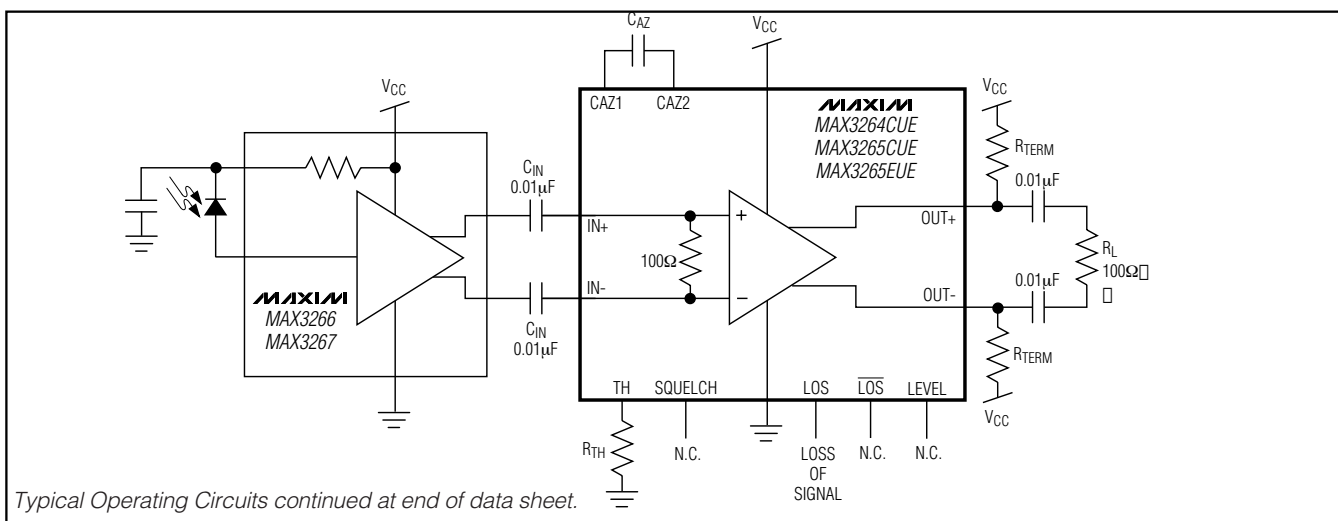 CAZ
VCC
VCC
CAZ1
CAZ2
MAXIM
MAX3264CUE
MAX3265CUE
MAX3265EUE
VCC
RTERM
CIN
0.01µF
0.01µF
IN+
+
OUT+
100Ω
RL
100Ω
IN-
−
OUT-
0.01µF
MAXIM
MAX3266
MAX3267
CIN
0.01µF
RTERM
TH
SQUELCH
LOS
LOS
LEVEL
VCC
RTH
N.C.
LOSS
OF
SIGNAL
N.C.
N.C.
Typical Operating Circuits continued at end of data sheet.